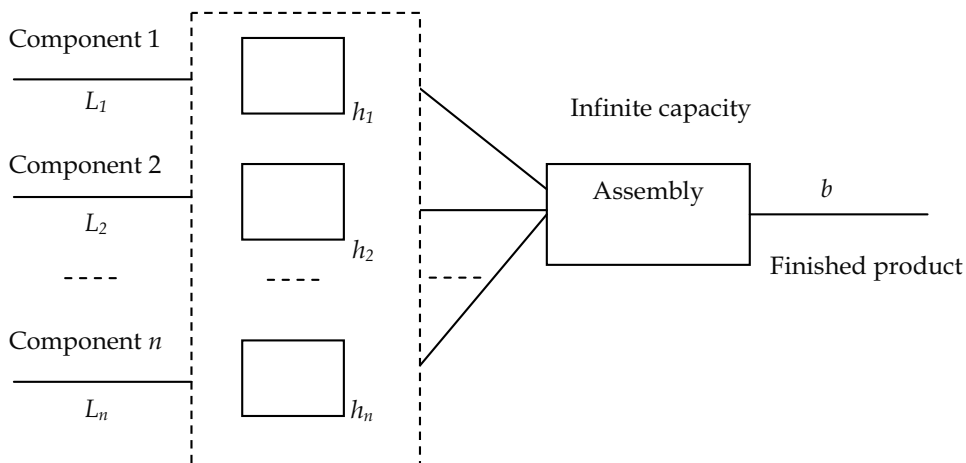 Component 1
L1
h1
Infinite capacity
Component 2
L2
h2
Assembly
b
Finished product
Component n
Ln
hn